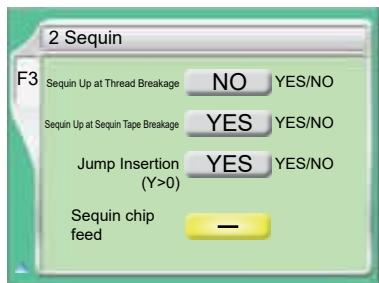 2 Sequin
F3
Sequin Up at Thread Breakage NO YES/NO
Sequin Up at Sequin Tape Breakage YES YES/NO
Jump Insertion YES YES/NO
(Y>0)
Sequin chip
feed —